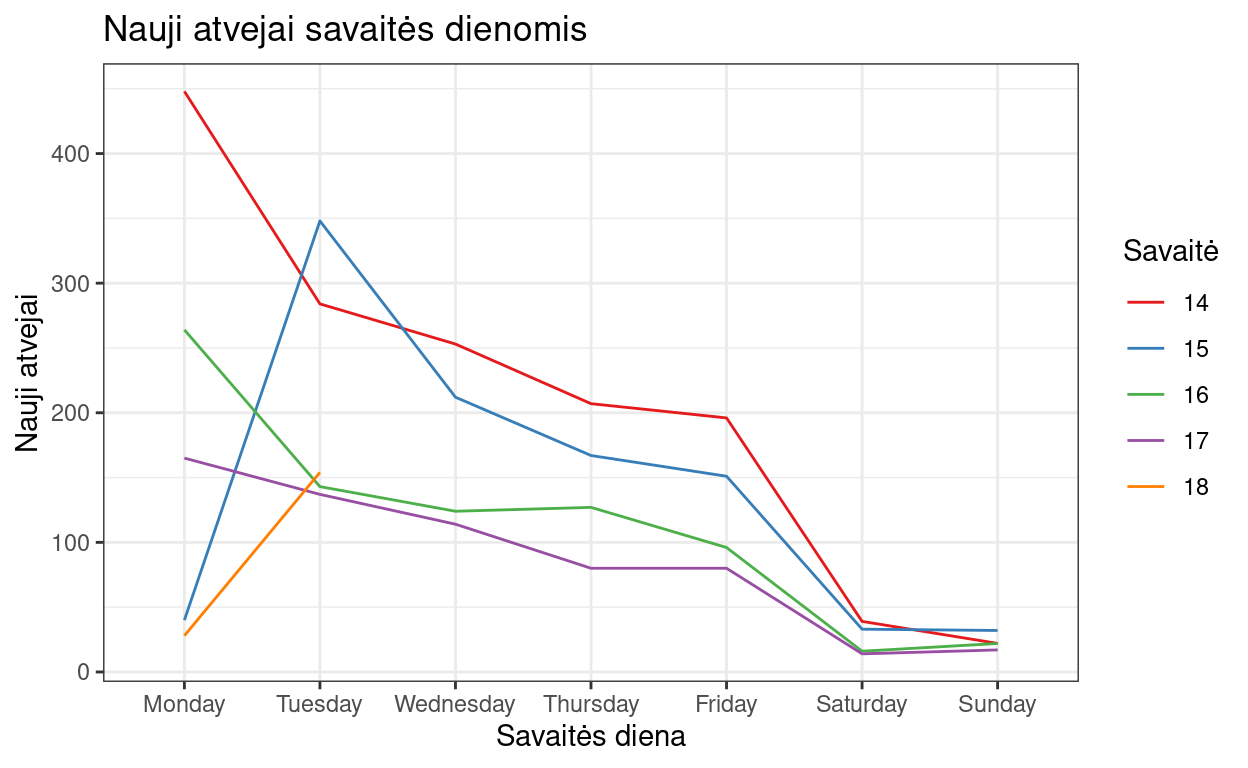 Nauji atvejai savaitės dienomis
Nauji atvejai
400
300
200
100
0
Monday Tuesday Wednesday Thursday Friday Saturday Sunday
Savaitės diena
Savaitė
14
15
16
17
18